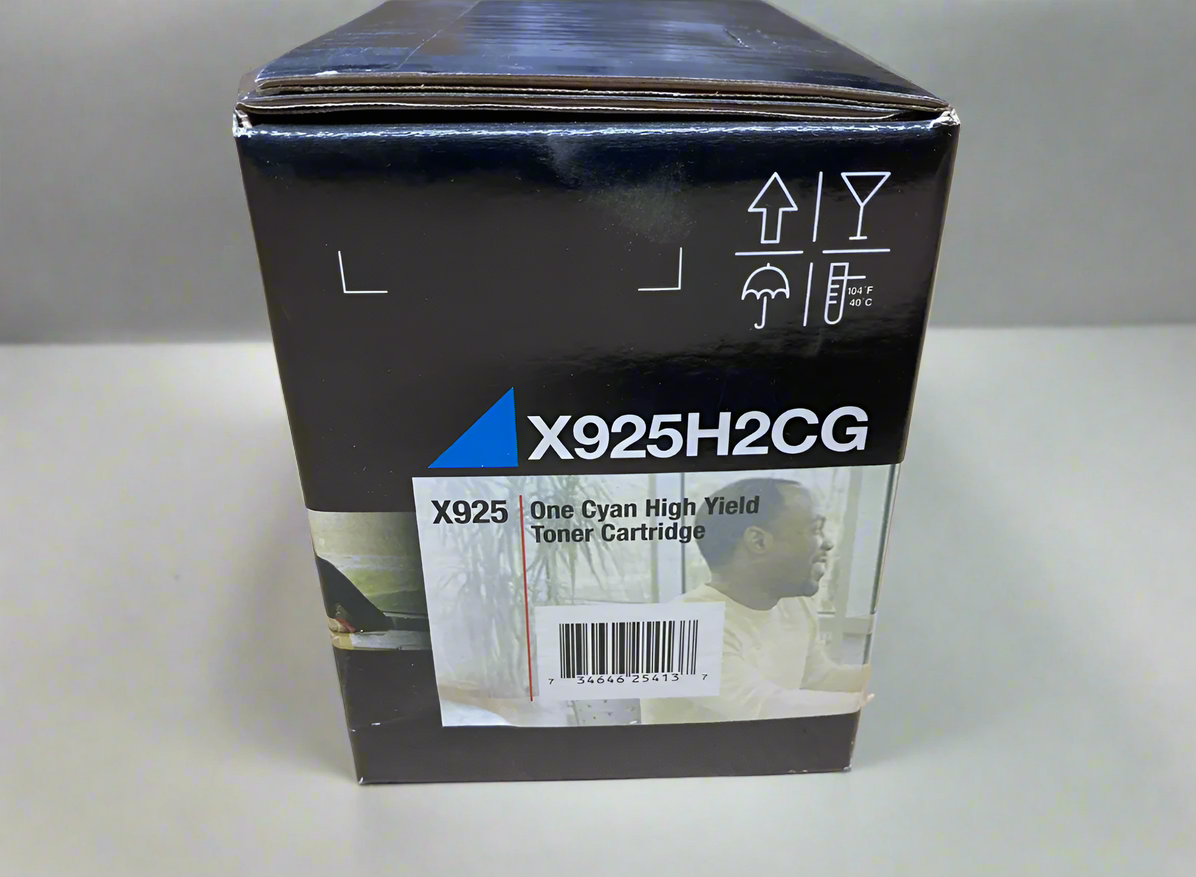 104°F
40°C
X925H2CG
X925
One Cyan High Yield
Toner Cartridge
7 34646 25413 7